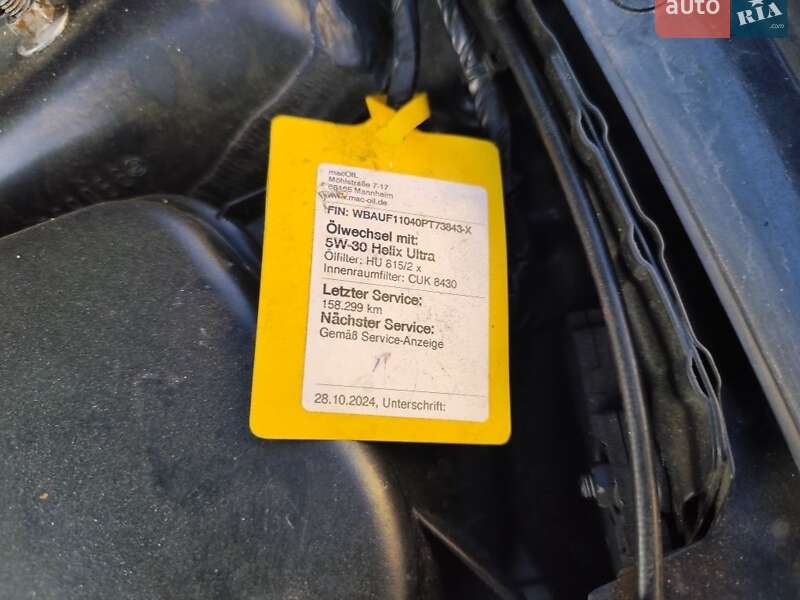 auto
RIA
.com
macOIL
Möhlstraße 7-17
68165 Mannheim
www.mac-oil.de
FIN: WBAUF11040PT73843-X
Ölwechsel mit:
5W-30 Helix Ultra
Ölfilter: HU 815/2 x
Innenraumfilter: CUK 8430
Letzter Service:
158.299 km
Nächster Service:
Gemäß Service-Anzeige
28.10.2024, Unterschrift: